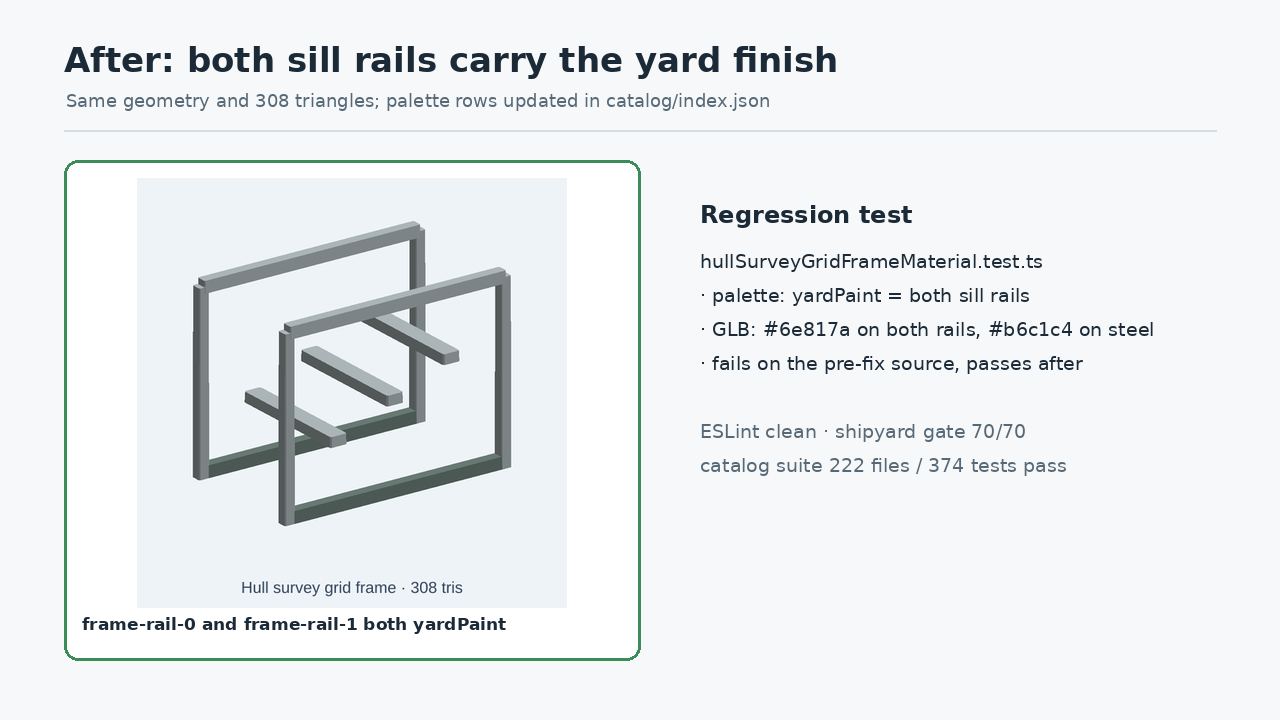 After: both sill rails carry the yard finish
Same geometry and 308 triangles; palette rows updated in catalog/index.json
Hull survey grid frame · 308 tris
frame-rail-0 and frame-rail-1 both yardPaint
Regression test
hullSurveyGridFrameMaterial.test.ts
· palette: yardPaint = both sill rails
· GLB: #6e817a on both rails, #b6c1c4 on steel
· fails on the pre-fix source, passes after
ESLint clean · shipyard gate 70/70
catalog suite 222 files / 374 tests pass